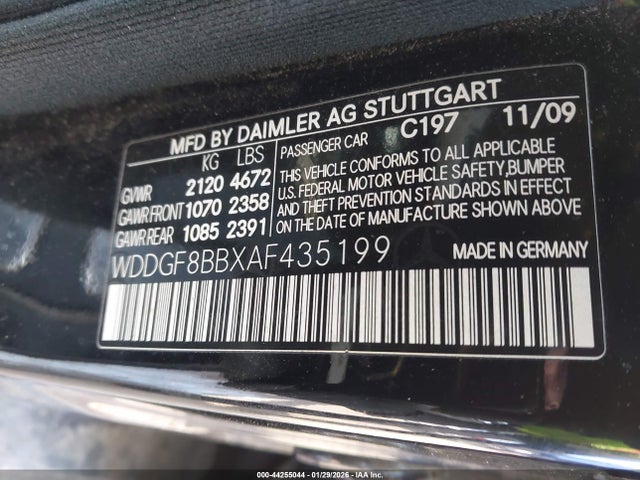 MFD BY DAIMLER AG STUTTGART
KG LBS
GVWR 2120 4672
GAWR FRONT 1070 2358
GAWR REAR 1085 2391
PASSENGER CAR C197 11/09
THIS VEHICLE CONFORMS TO ALL APPLICABLE
U.S. FEDERAL MOTOR VEHICLE SAFETY, BUMPER
AND THEFT PREVENTION STANDARDS IN EFFECT
ON THE DATE OF MANUFACTURE SHOWN ABOVE
WDDGF8BBXAF435199 MADE IN GERMANY
000-44255044 - 01/29/2026 - IAA Inc.